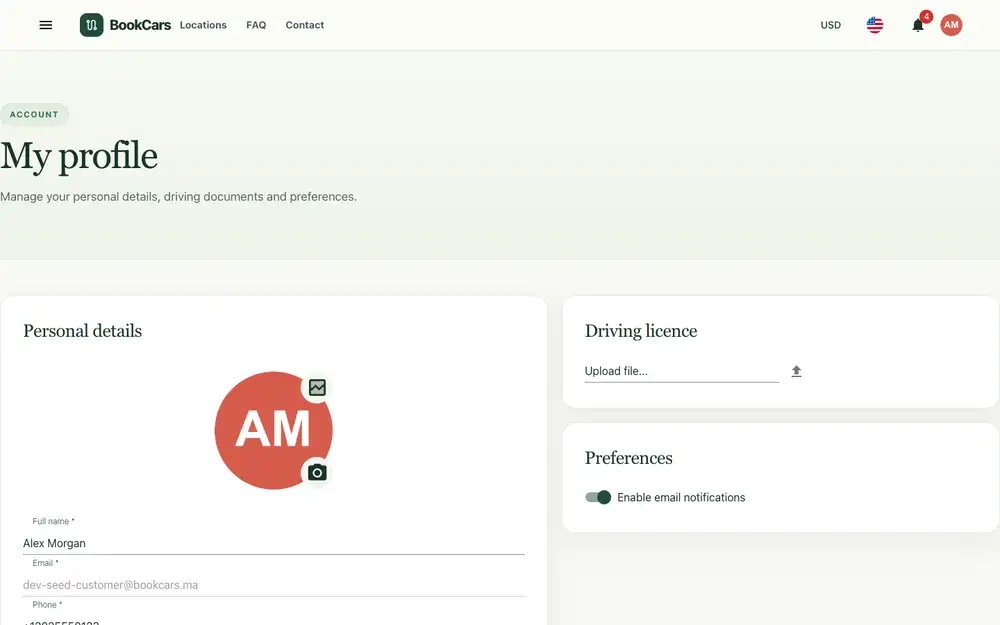 BookCars
Locations
FAQ
Contact
USD
4
AM
ACCOUNT
My profile
Manage your personal details, driving documents and preferences.
Personal details
AM
Full name *
Alex Morgan
Email *
dev-seed-customer@bookcars.ma
Phone *
Driving licence
Upload file...
Preferences
Enable email notifications